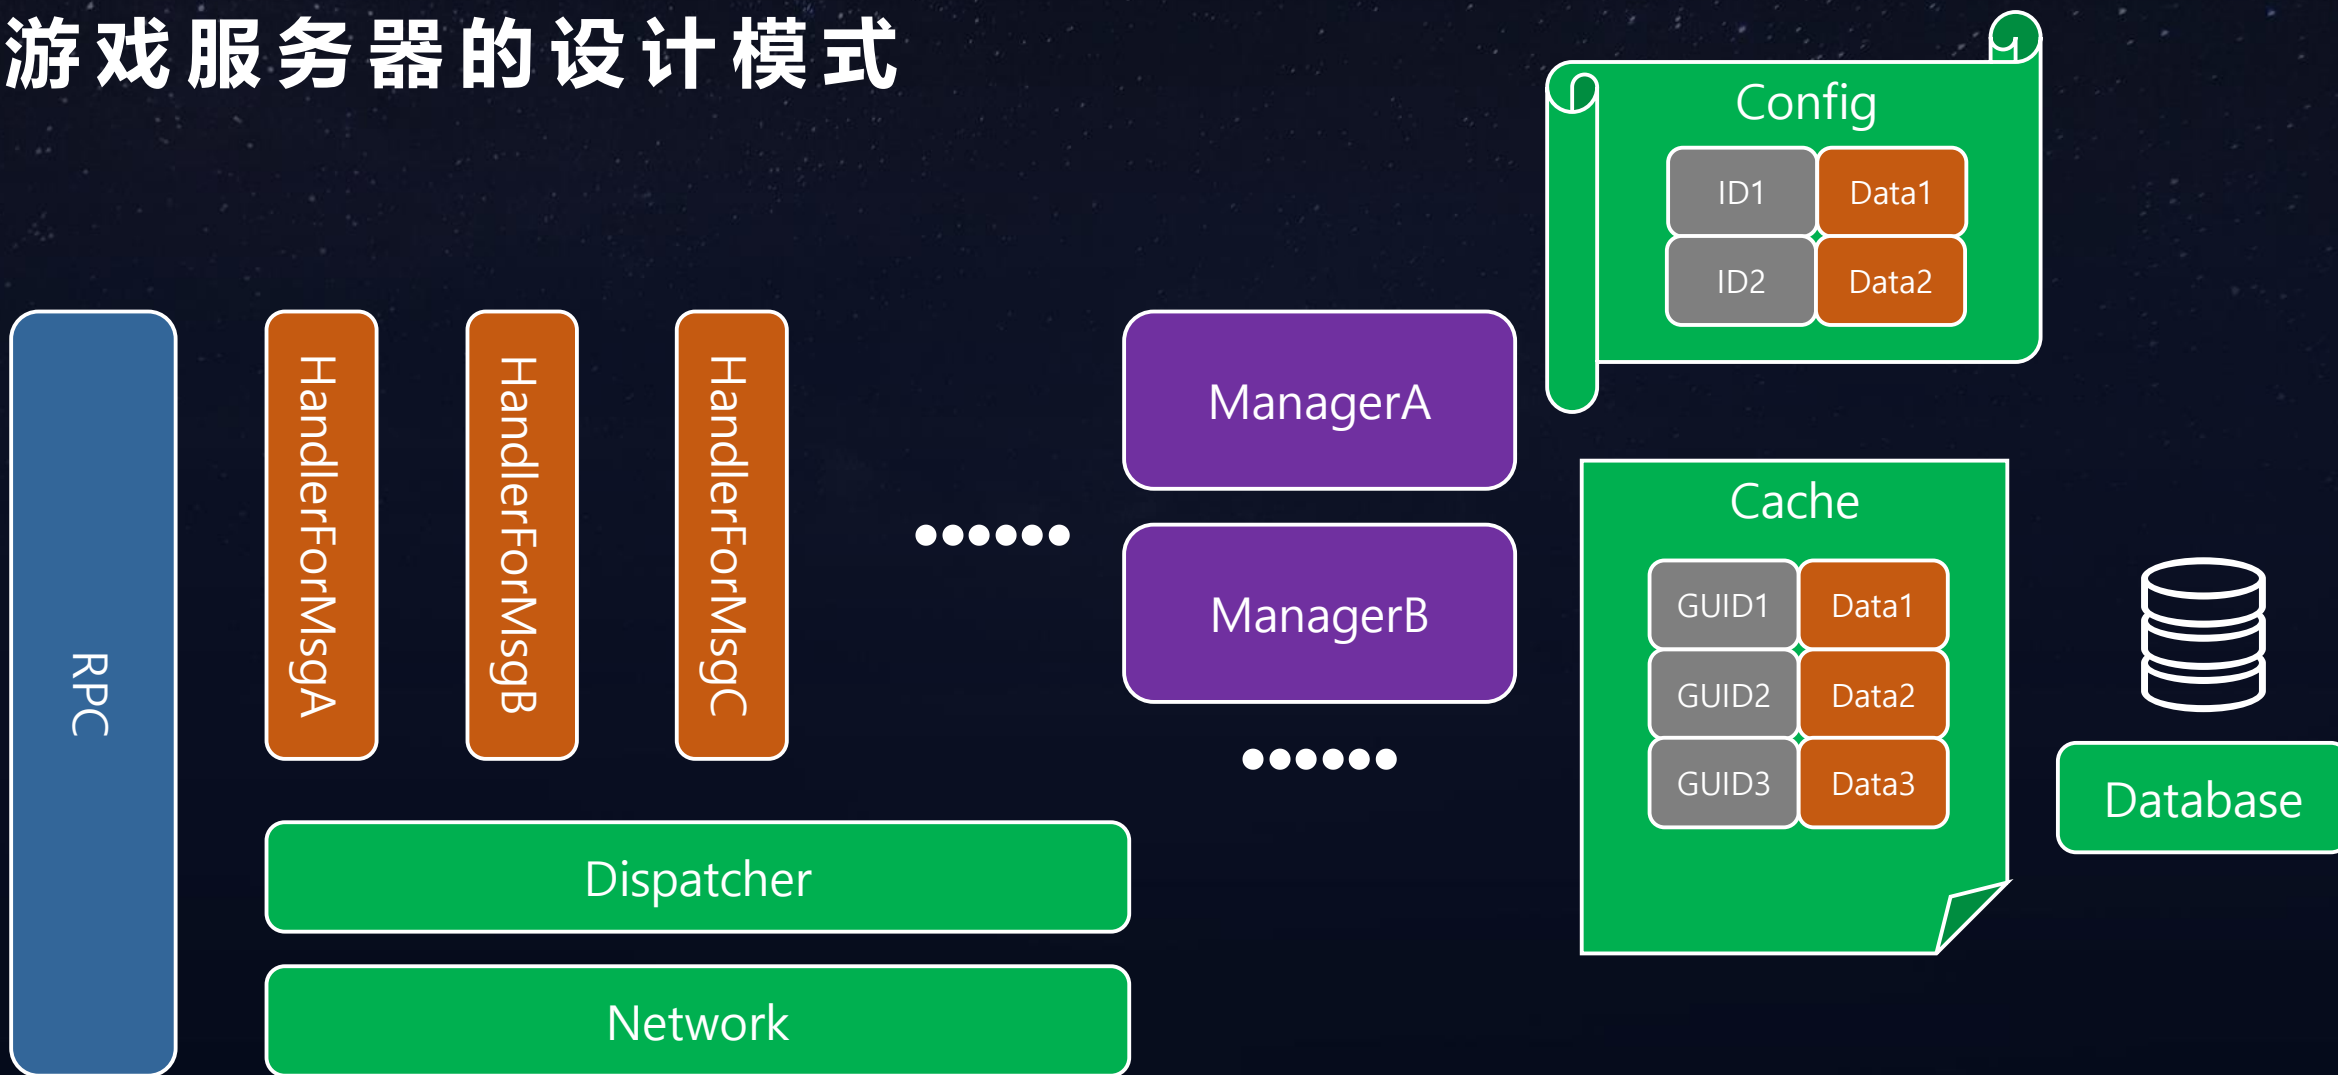 游戏服务器的设计模式
Config
ID1 Data1
ID2 Data2
RPC
HandlerForMsgA
HandlerForMsgB
HandlerForMsgC
••••••
ManagerA
ManagerB
••••••
Cache
GUID1 Data1
GUID2 Data2
GUID3 Data3
Database
Dispatcher
Network